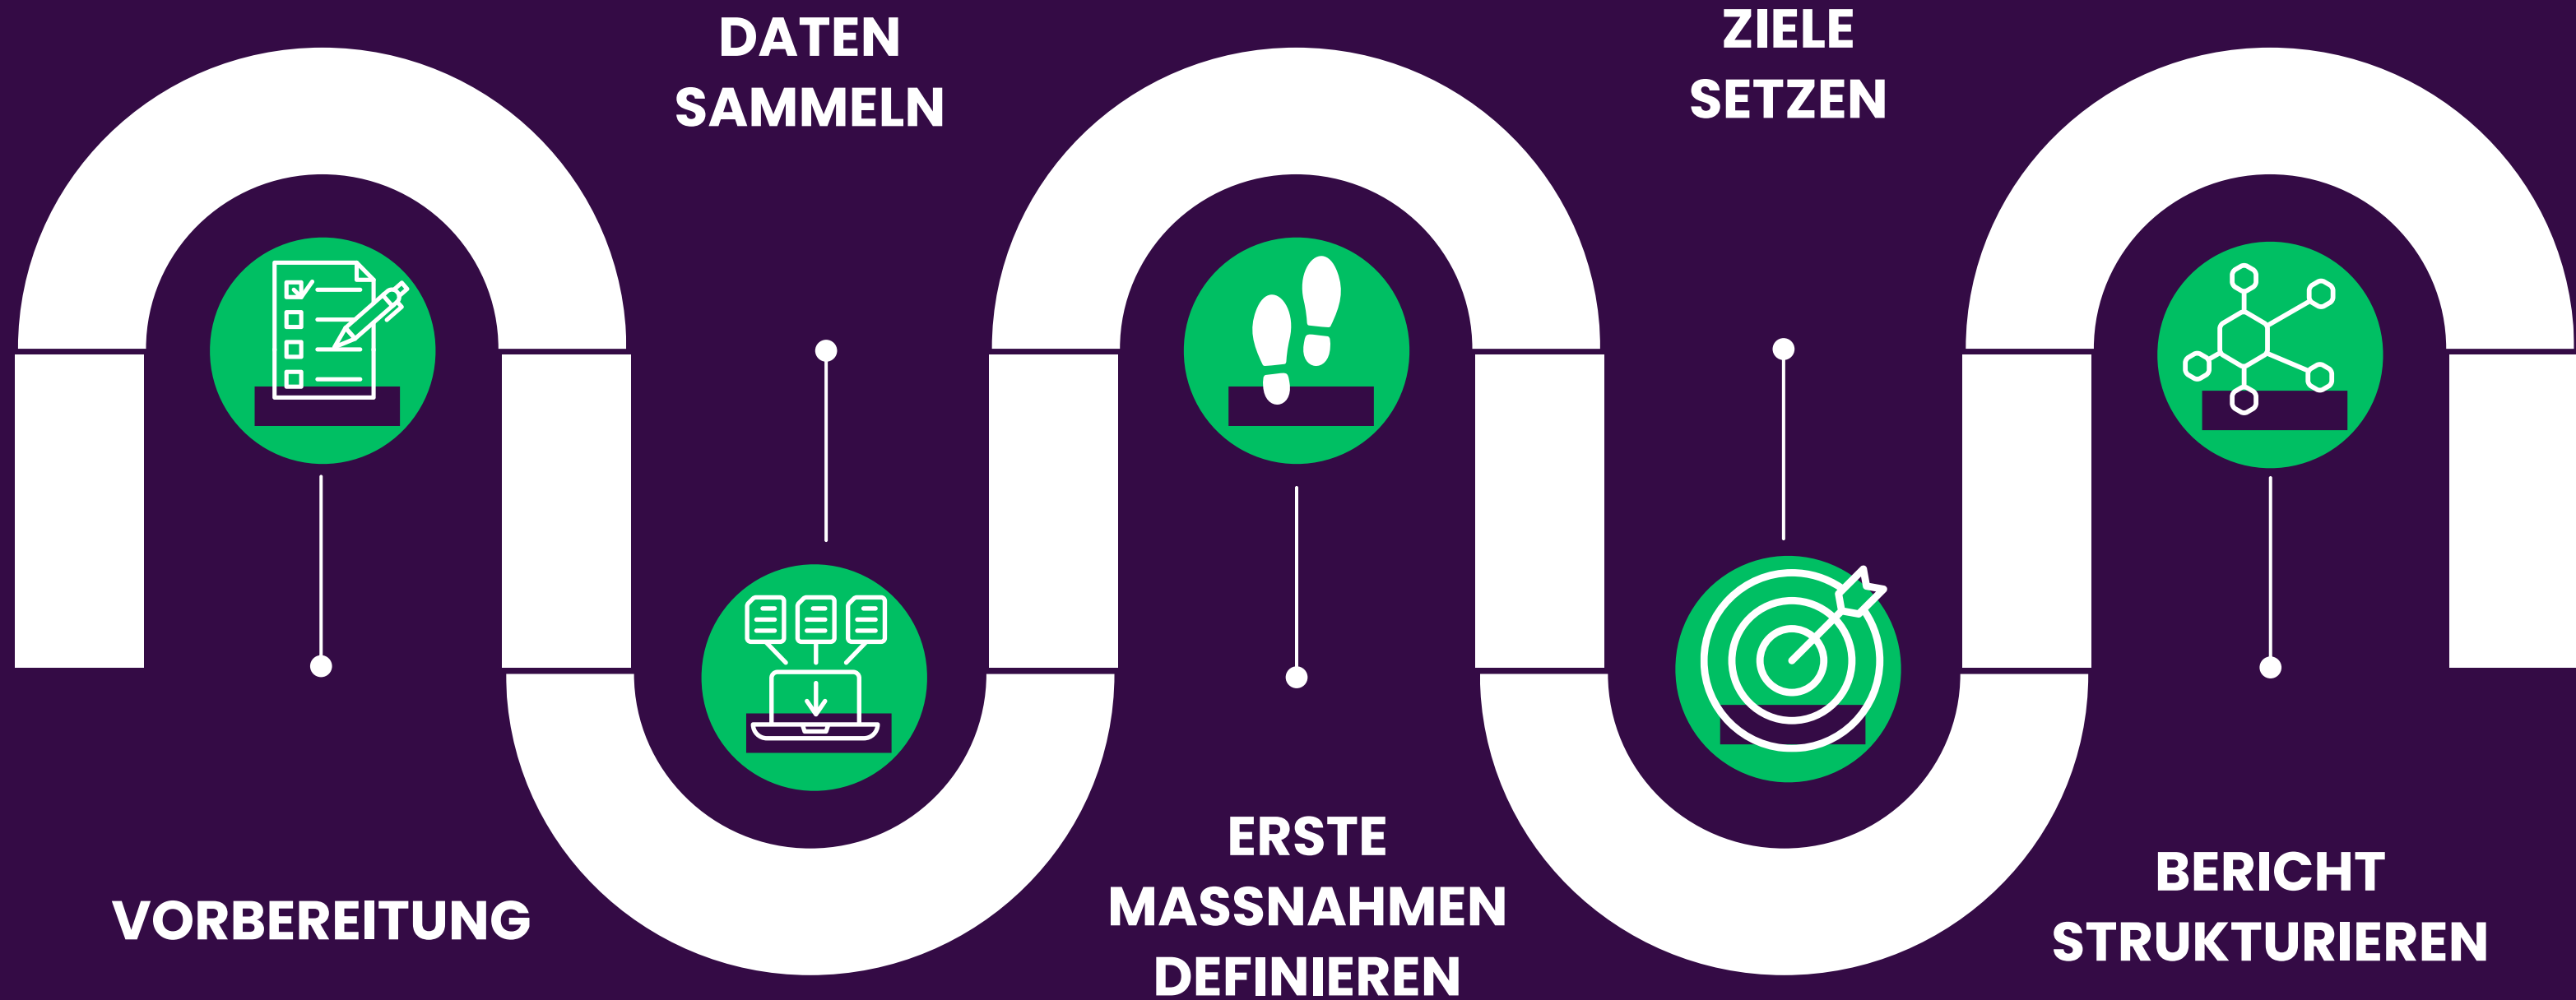 VORBEREITUNG
DATEN
SAMMELN
ERSTE
MASSNAHMEN
DEFINIEREN
ZIELE
SETZEN
BERICHT
STRUKTURIEREN